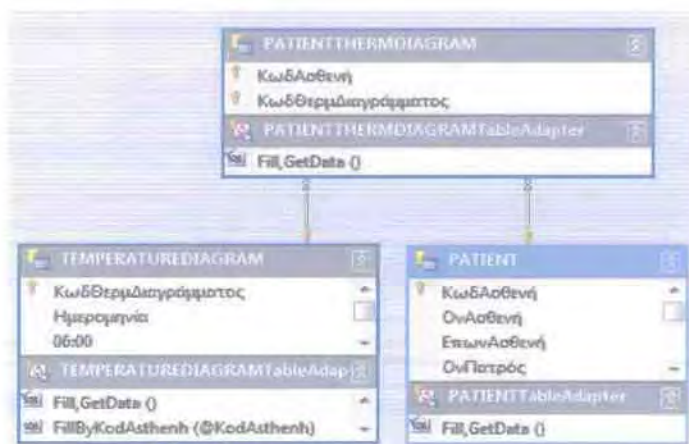 PATIENTTHERMDIAGRAM
ΚωδΑσθενή
ΚωδΘερμΔιαγράμματος
PATIENTTHERMDIAGRAMTableAdapter
Fill,GetData ()
TEMPERATUREDIAGRAM
ΚωδΘερμΔιαγράμματος
Ημερομηνία
06:00
TEMPERATUREDIAGRAMTableAdap
Fill,GetData ()
FillByKodAsthenh (@KodAsthenh)
PATIENT
ΚωδΑσθενή
ΟνΑσθενή
ΕπωνΑσθενή
ΟνΠατρός
PATIENTTableAdapter
Fill,GetData ()